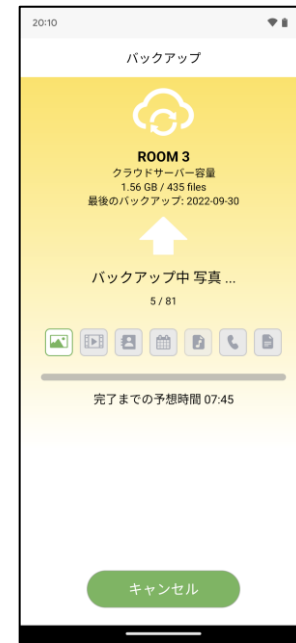 20:10
バックアップ
ROOM 3
クラウドサーバー容量
1.56 GB / 435 files
最後のバックアップ: 2022-09-30
バックアップ中 写真 ...
5 / 81
完了までの予想時間 07:45
キャンセル